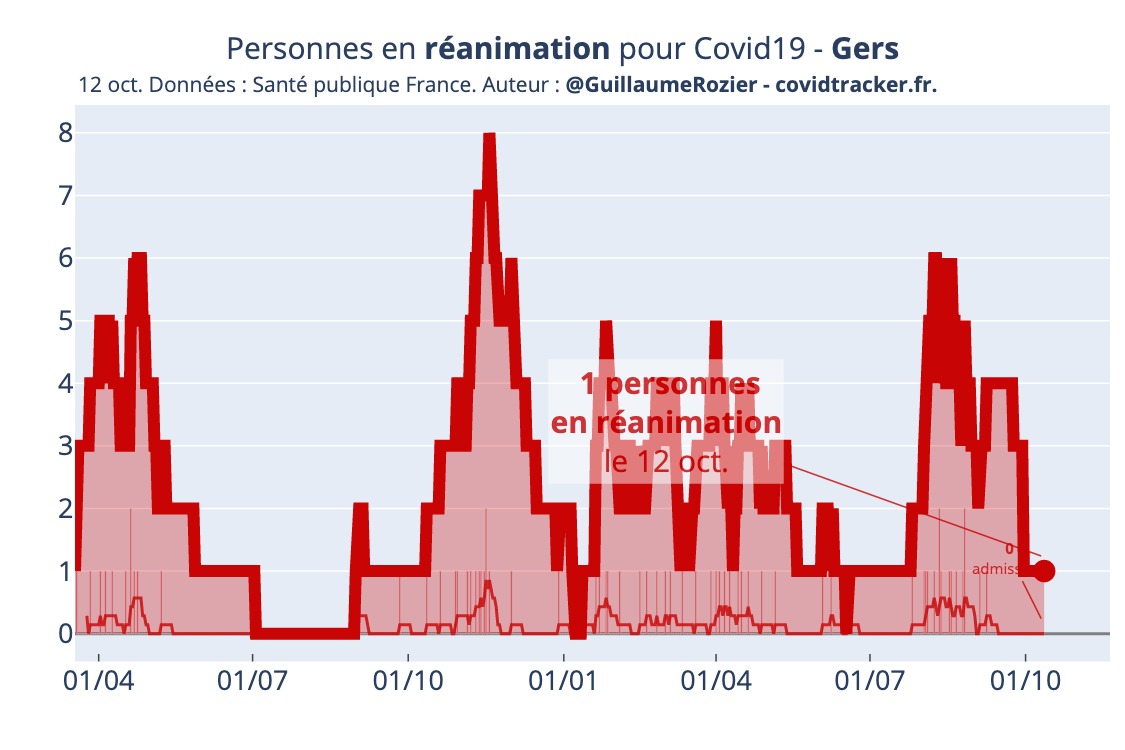 Personnes en réanimation pour Covid19 - Gers
12 oct. Données : Santé publique France. Auteur : @GuillaumeRozier - covidtracker.fr.
8
7
6
5
4
3
2
1
0
1 personnes
en réanimation
le 12 oct.
0
admiss
01/04 01/07 01/10 01/01 01/04 01/07 01/10